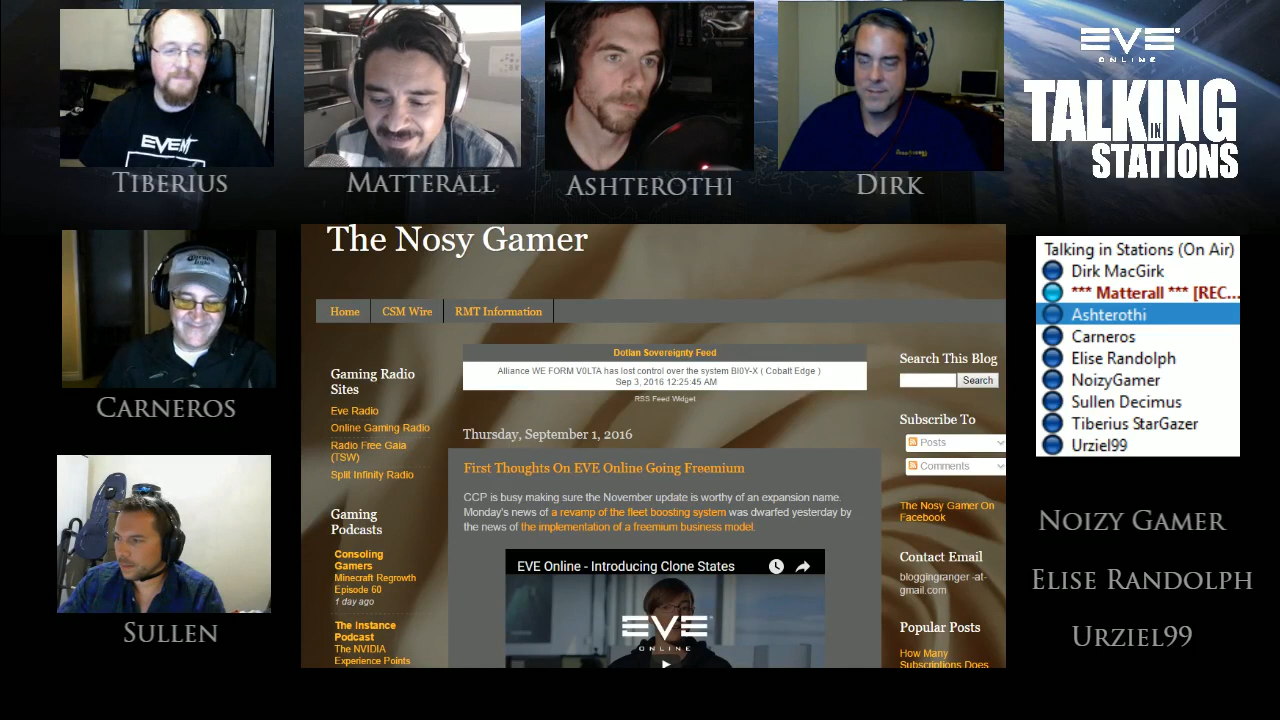 EVE
ONLINE
TALKING
IN
STATIONS
EVE
TIBERIUS
MATTERALL
ASHTEROTHI
DIRK
The Nosy Gamer
Home
CSM Wire
RMT Information
Gaming Radio
Sites
Eve Radio
Online Gaming Radio
Radio Free Gaia
(TSW)
Split Infinity Radio
Gaming
Podcasts
Consoling
Gamers
Minecraft Regrowth
Episode 60
1 day ago
The Instance
Podcast
The NVIDIA
Experience Points
Dotlan Sovereignty Feed
Alliance WE FORM V0LTA has lost control over the system BI0Y-X ( Cobalt Edge )
Sep 3, 2016 12:25:45 AM
RSS Feed Widget
Thursday, September 1, 2016
First Thoughts On EVE Online Going Freemium
CCP is busy making sure the November update is worthy of an expansion name.
Monday's news of a revamp of the fleet boosting system was dwarfed yesterday by
the news of the implementation of a freemium business model.
EVE Online - Introducing Clone States
EVE
ONLINE
Search This Blog
Search
Subscribe To
Posts
Comments
The Nosy Gamer On
Facebook
Contact Email
bloggingranger -at-
gmail.com
Popular Posts
How Many
Subscriptions Does
Talking in Stations (On Air)
Dirk MacGirk
*** Matterall *** [REC...
Ashterothi
Carneros
Elise Randolph
NoizyGamer
Sullen Decimus
Tiberius StarGazer
Urziel99
CARNEROS
SULLEN
NOIZY GAMER
ELISE RANDOLPH
URZIEL99